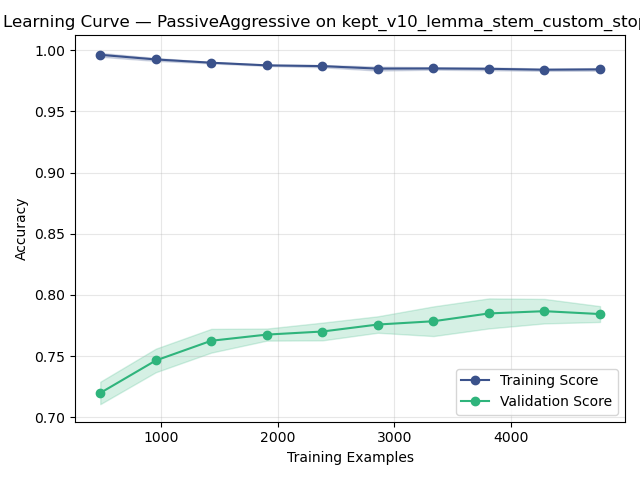 Learning Curve — PassiveAggressive on kept_v10_lemma_stem_custom_sto
1.00
0.95
0.90
0.85
0.80
0.75
0.70
Accuracy
1000 2000 3000 4000
Training Examples
Training Score
Validation Score